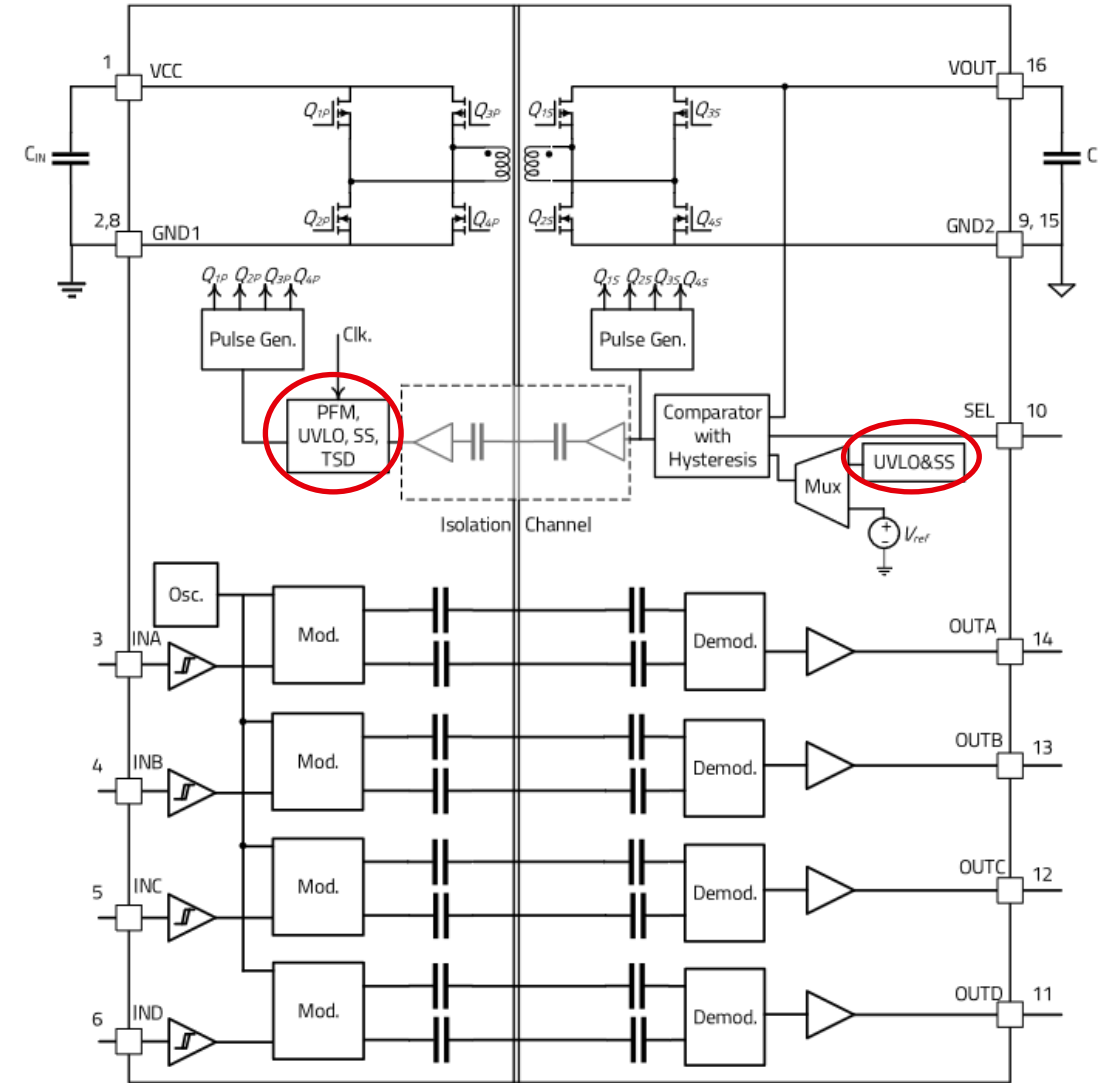 1
VCC
VOUT
16
Q1P
Q3P
Q1S
Q3S
CIN
C
2,8
GND1
Q2P
Q4P
Q2S
Q4S
GND2
9, 15
Q1P Q2P Q3P Q4P
Q1S Q2S Q3S Q4S
Pulse Gen.
Clk.
Pulse Gen.
PFM,
UVLO, SS,
TSD
Comparator
with
Hysteresis
SEL
10
UVLO&SS
Mux
+
-
Vref
Isolation Channel
Osc.
3
INA
Mod.
Demod.
OUTA
14
4
INB
Mod.
Demod.
OUTB
13
5
INC
Mod.
Demod.
OUTC
12
6
IND
Mod.
Demod.
OUTD
11